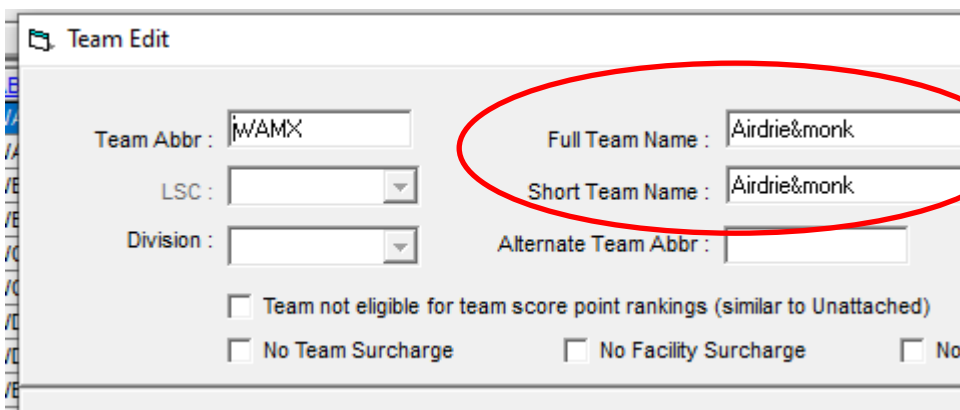 Team Edit
Team Abbr : WAMX Full Team Name : Airdrie&monk
LSC : Short Team Name : Airdrie&monk
Division : Alternate Team Abbr :
Team not eligible for team score point rankings (similar to Unattached)
No Team Surcharge No Facility Surcharge No